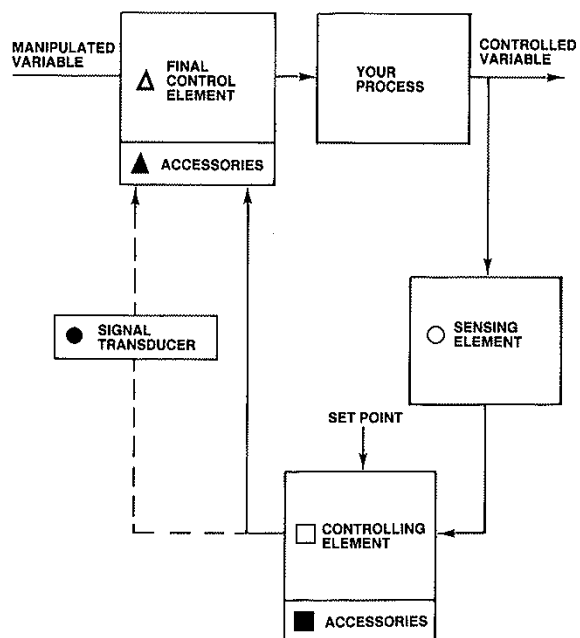 MANIPULATED
VARIABLE
FINAL
CONTROL
ELEMENT
ACCESSORIES
YOUR
PROCESS
CONTROLLED
VARIABLE
SIGNAL
TRANSDUCER
SENSING
ELEMENT
SET POINT
CONTROLLING
ELEMENT
ACCESSORIES